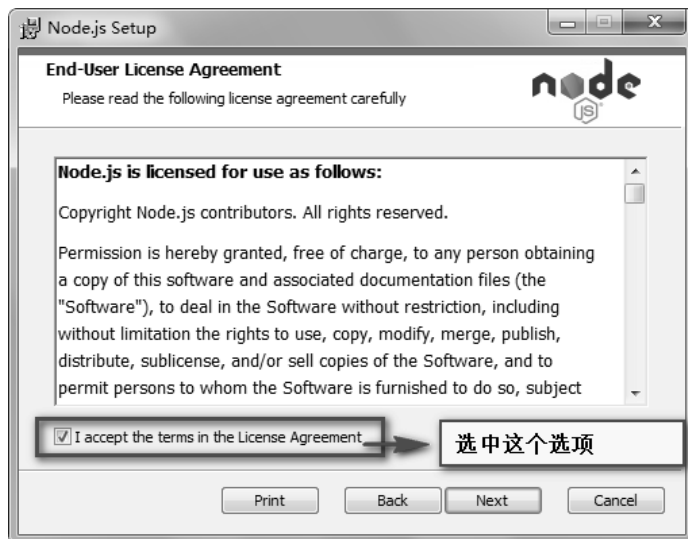 Node.js Setup
End-User License Agreement
Please read the following license agreement carefully
node
JS
Node.js is licensed for use as follows:
Copyright Node.js contributors. All rights reserved.
Permission is hereby granted, free of charge, to any person obtaining
a copy of this software and associated documentation files (the
"Software"), to deal in the Software without restriction, including
without limitation the rights to use, copy, modify, merge, publish,
distribute, sublicense, and/or sell copies of the Software, and to
permit persons to whom the Software is furnished to do so, subject
I accept the terms in the License Agreement
选中这个选项
Print
Back
Next
Cancel